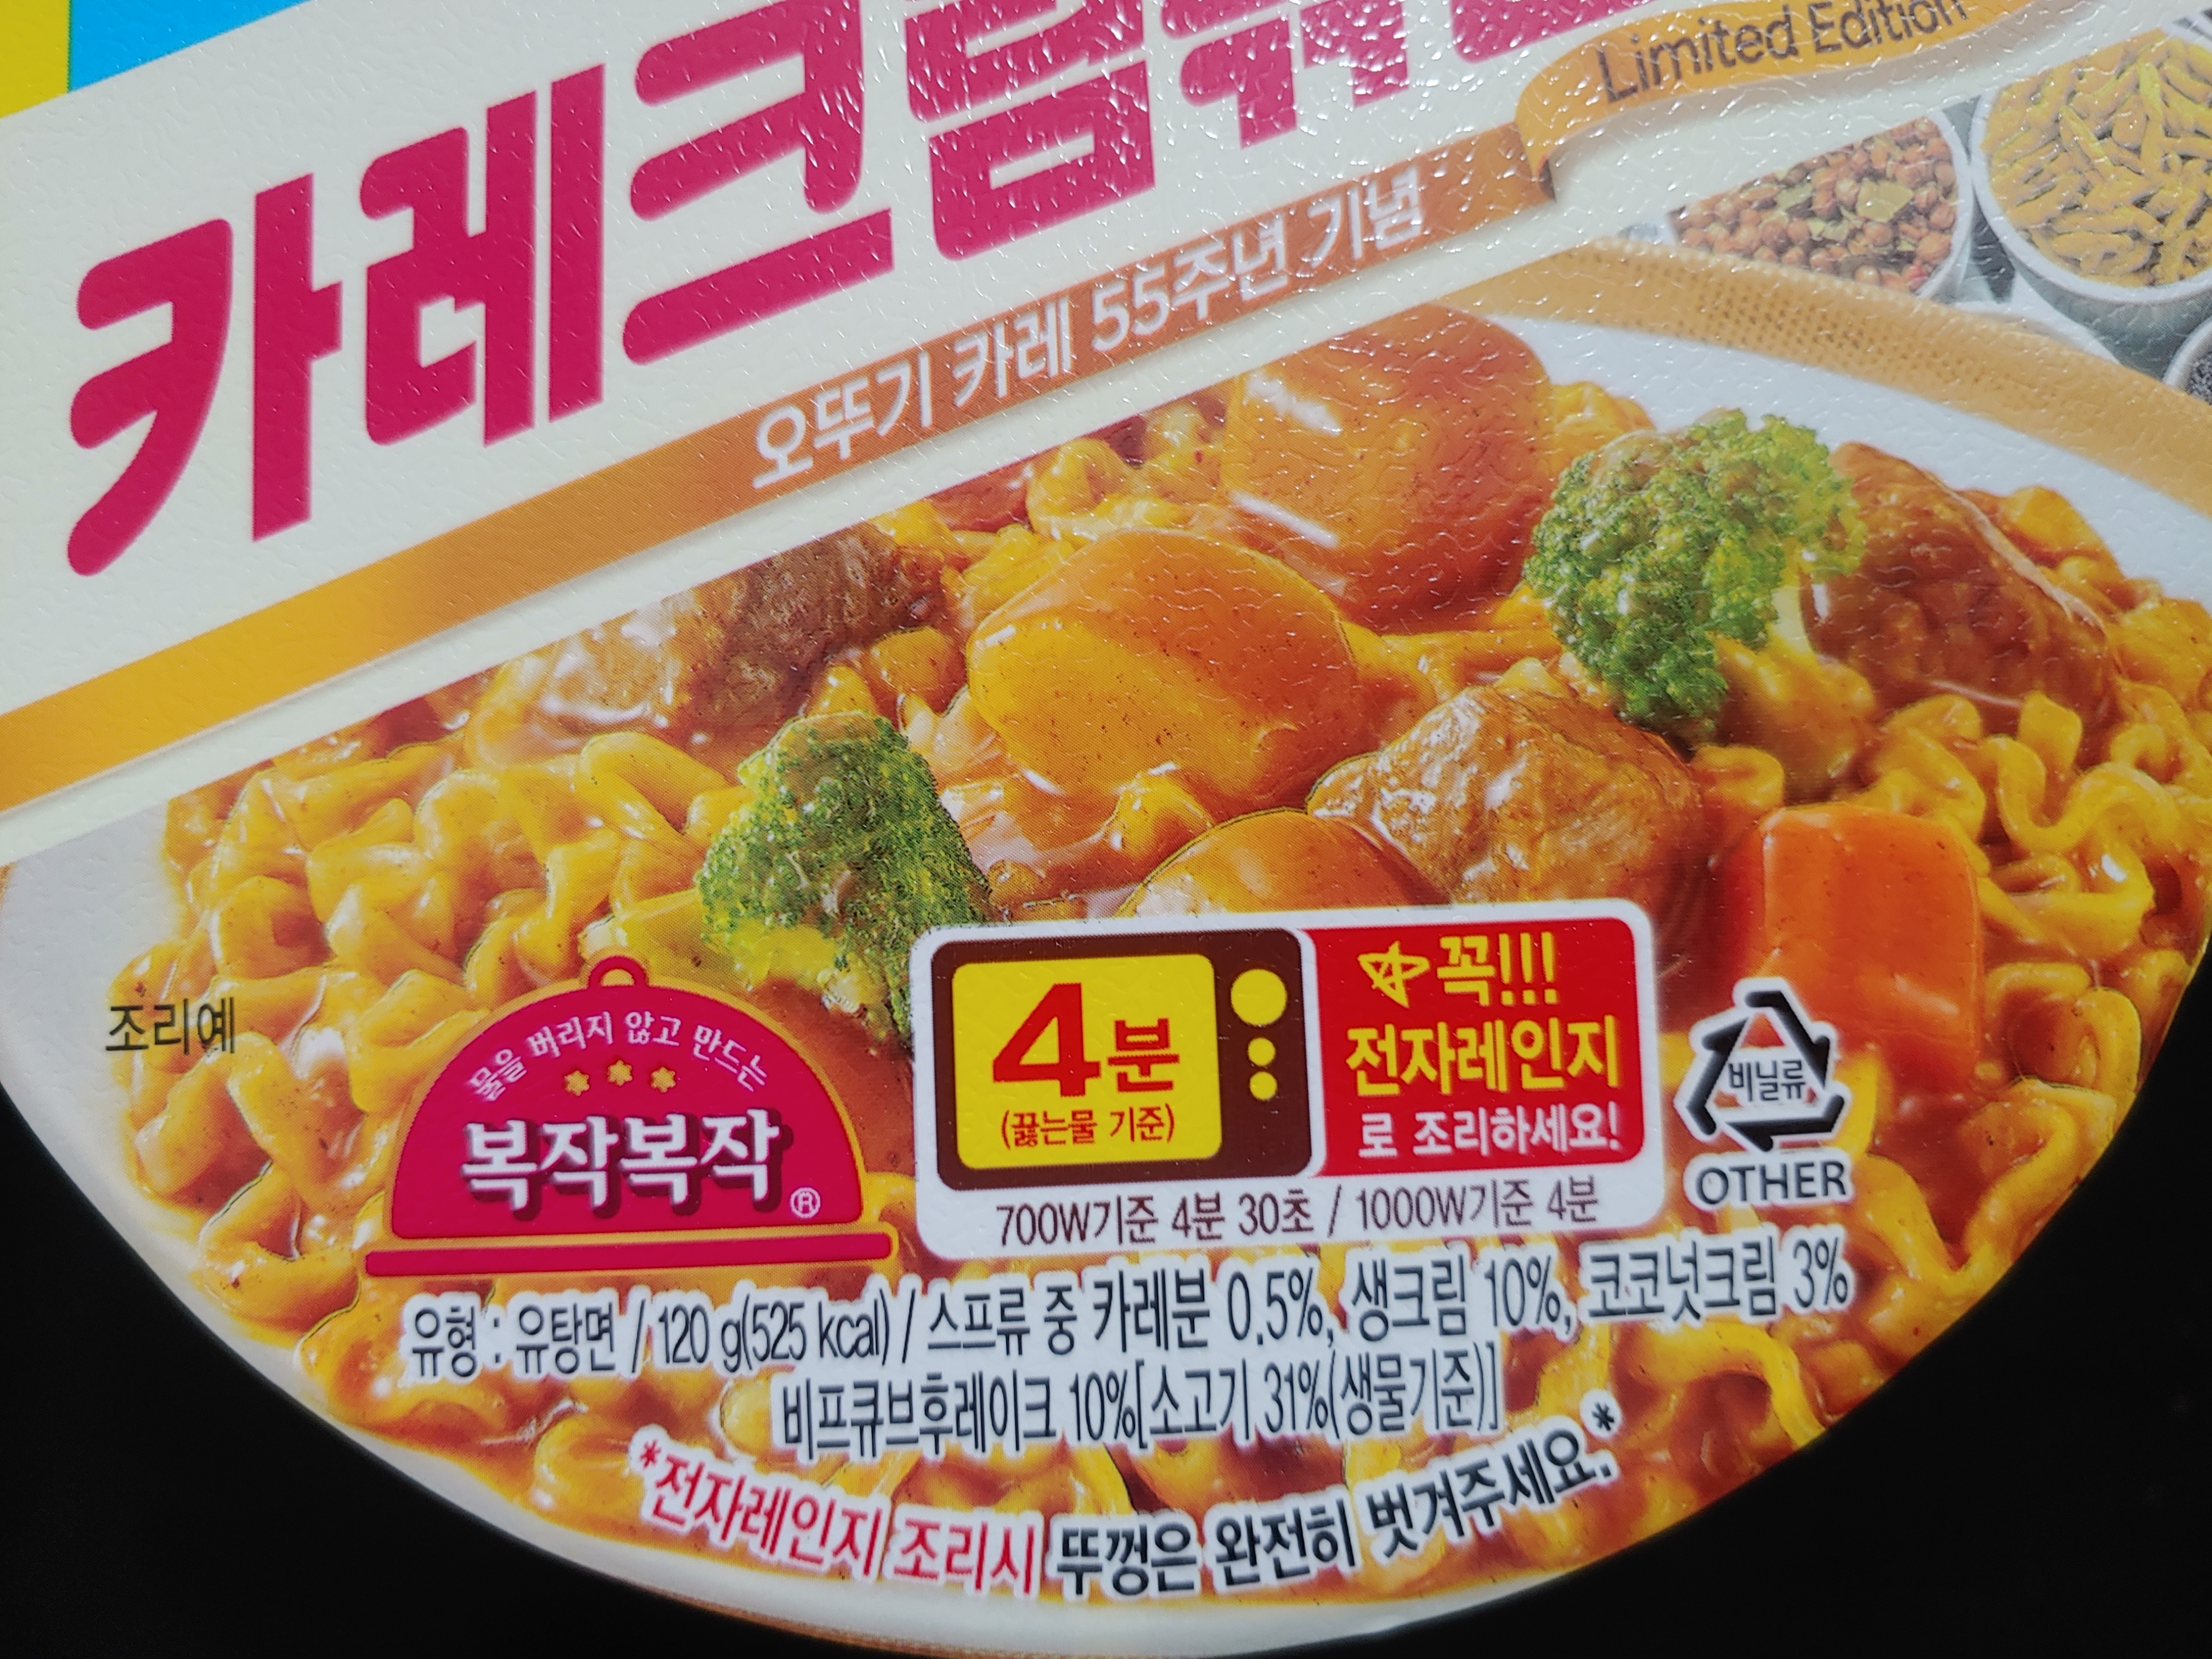 Limited Edition
카레크림
오뚜기 카레 55주년 기념
조리예
물을 버리지 않고 만드는
복작복작®
4분
(끓는물 기준)
꼭!!!
전자레인지
로 조리하세요!
700W기준 4분 30초 / 1000W기준 4분
비닐류
OTHER
유형 : 유탕면 / 120 g(525 kcal) / 스프류 중 카레분 0.5%, 생크림 10%, 코코넛크림 3%
비프큐브후레이크 10%[소고기 31%(생물기준)]
*전자레인지 조리시 뚜껑은 완전히 벗겨주세요.*